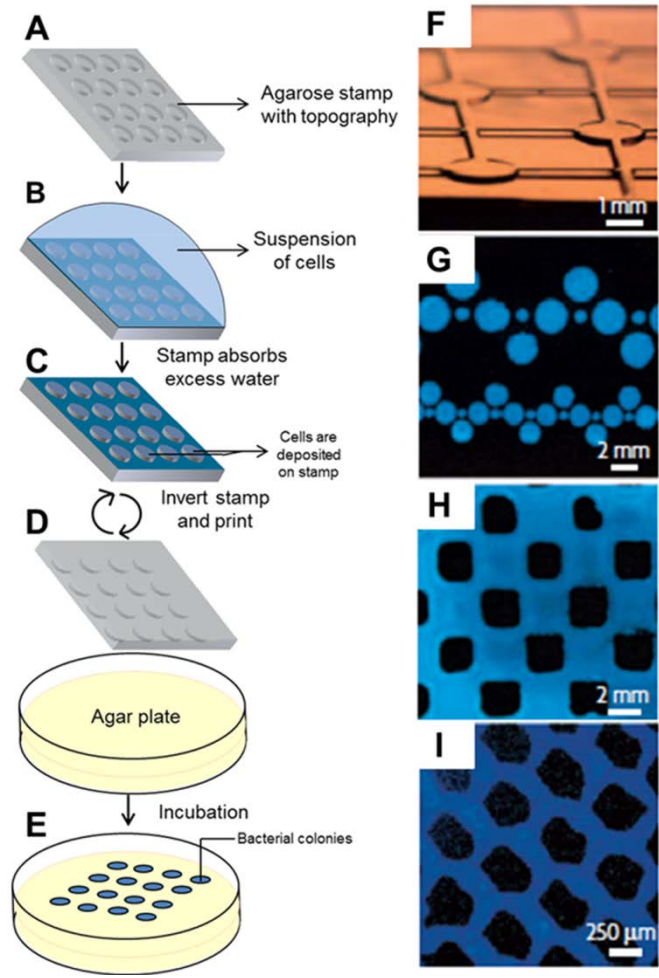 A
Agarose stamp
with topography
B
Suspension
of cells
C
Stamp absorbs
excess water
Cells are
deposited
on stamp
Invert stamp
and print
D
Agar plate
Incubation
E
Bacterial colonies
F
1 mm
G
2 mm
H
2 mm
I
250 μm